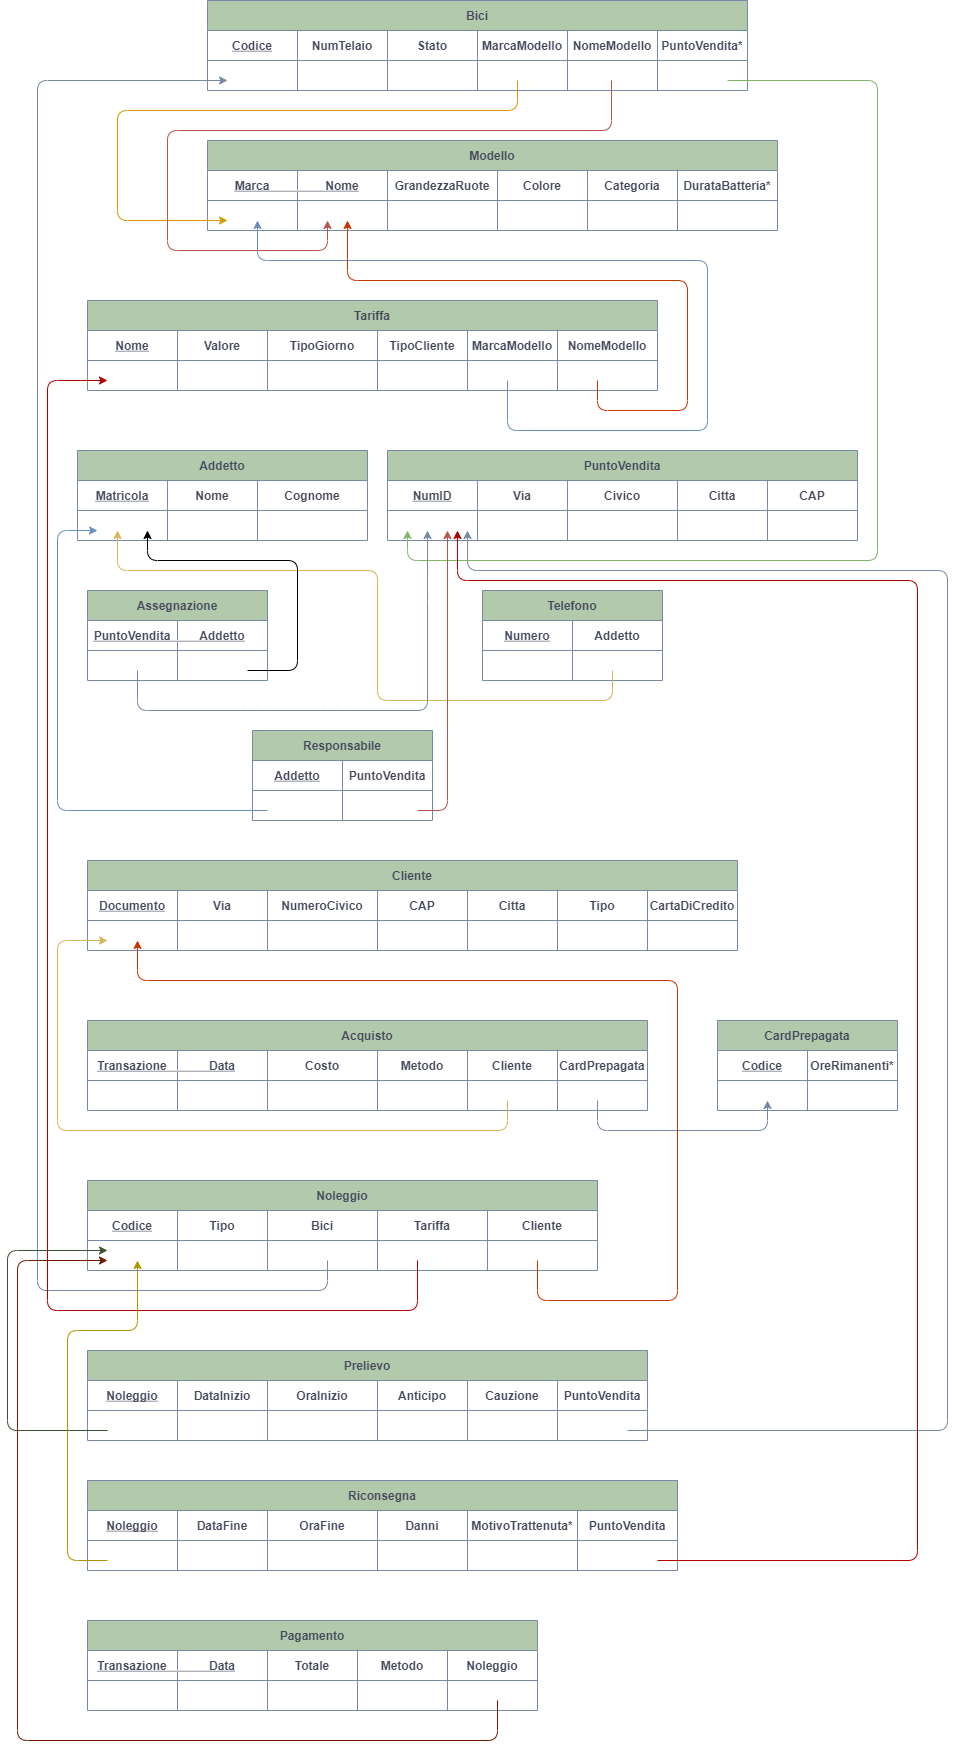 Bici
Codice NumTelaio Stato MarcaModello NomeModello PuntoVendita*
Modello
Marca Nome GrandezzaRuote Colore Categoria DurataBatteria*
Tariffa
Nome Valore TipoGiorno TipoCliente MarcaModello NomeModello
Addetto
Matricola Nome Cognome
PuntoVendita
NumID Via Civico Citta CAP
Assegnazione
PuntoVendita Addetto
Telefono
Numero Addetto
Responsabile
Addetto PuntoVendita
Cliente
Documento Via NumeroCivico CAP Citta Tipo CartaDiCredito
Acquisto
Transazione Data Costo Metodo Cliente CardPrepagata
CardPrepagata
Codice OreRimanenti*
Noleggio
Codice Tipo Bici Tariffa Cliente
Prelievo
Noleggio DataInizio OraInizio Anticipo Cauzione PuntoVendita
Riconsegna
Noleggio DataFine OraFine Danni MotivoTrattenuta* PuntoVendita
Pagamento
Transazione Data Totale Metodo Noleggio